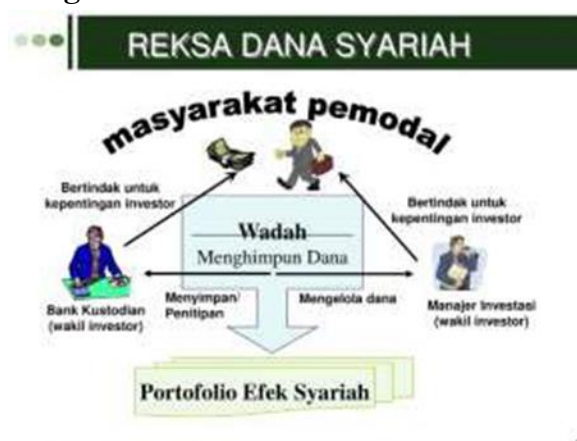 REKSA DANA SYARIAH
masyarakat pemodal
Bertindak untuk
kepentingan investor
Bertindak untuk
kepentingan investor
Wadah
Menghimpun Dana
Menyimpan/
Penitipan
Mengelola dana
Bank Kustodian
(wakil investor)
Manajer Investasi
(wakil investor)
Portofolio Efek Syariah